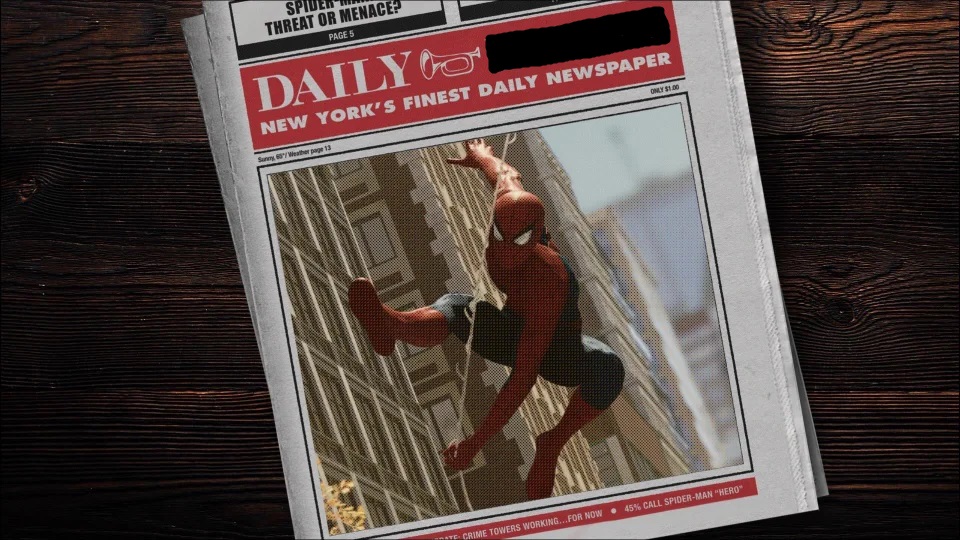 THREAT OR MENACE?
PAGE 5
DAILY
NEW YORK'S FINEST DAILY NEWSPAPER
ONLY $1.00
Sunny, 60°/ Weather page 13
CRIME TOWERS WORKING...FOR NOW • 45% CALL SPIDER-MAN "HERO"